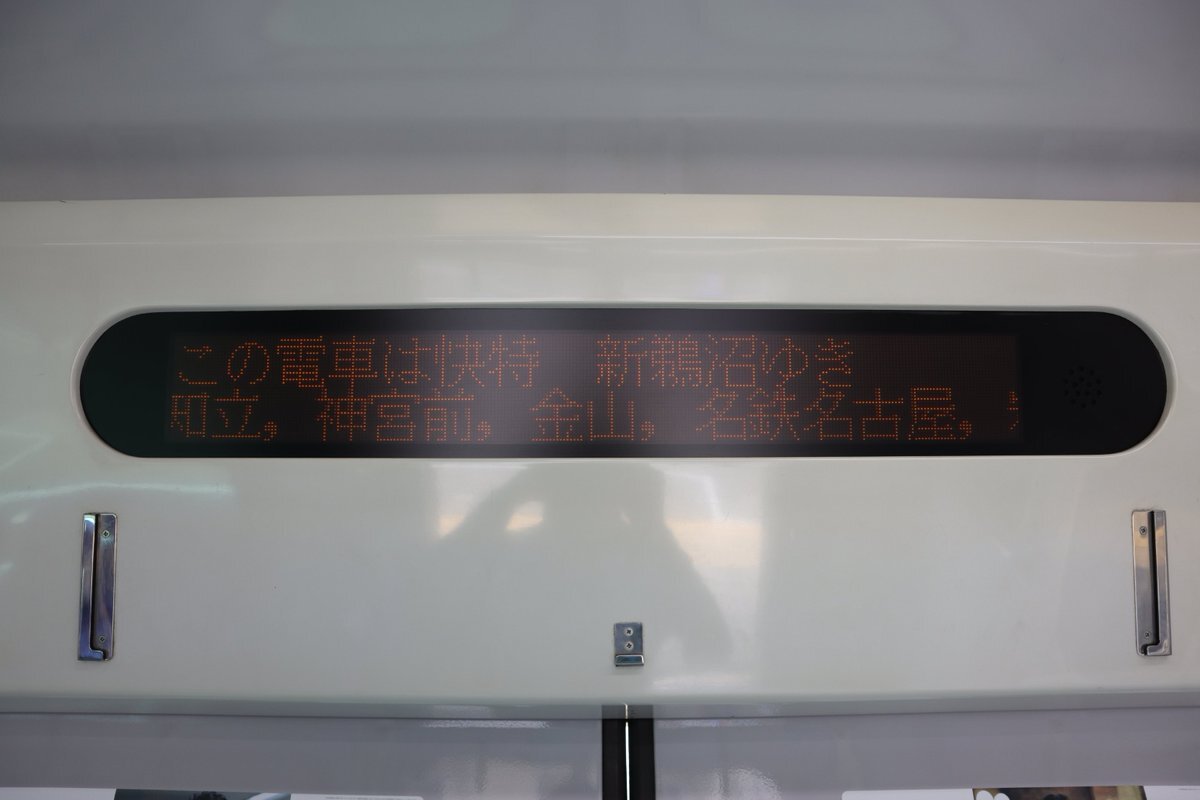 この電車は快特　新鵜沼ゆき
知立，神宮前，金山，名鉄名古屋，